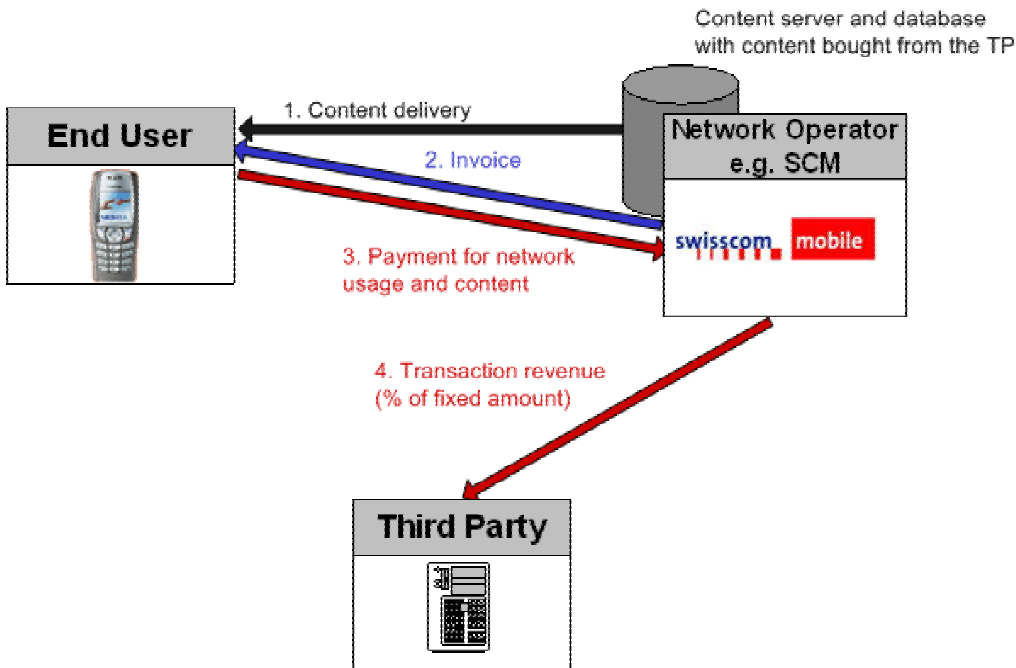 Content server and database
with content bought from the TP
1. Content delivery
End User
Network Operator
e.g. SCM
2. Invoice
swisscom mobile
3. Payment for network
usage and content
4. Transaction revenue
(% of fixed amount)
Third Party